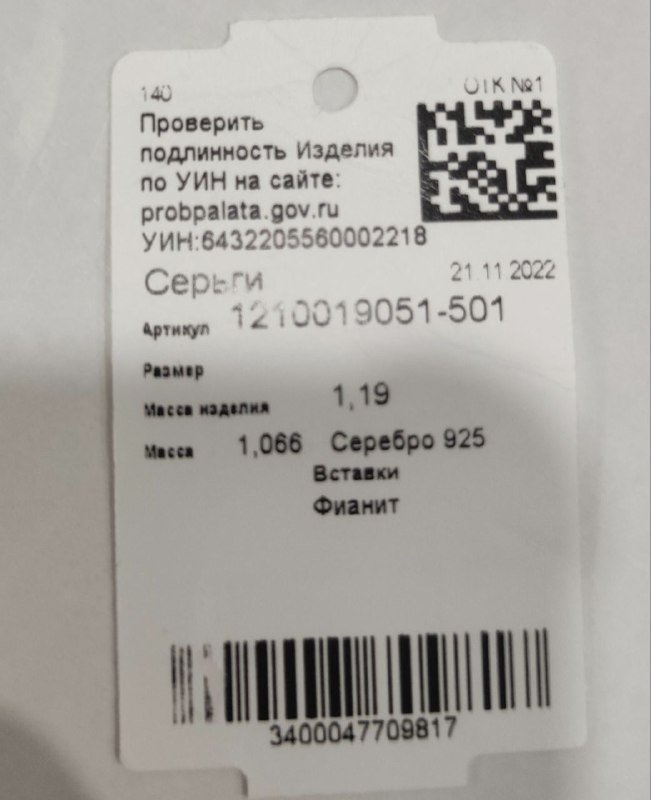 140 ОТК №1
Проверить
подлинность Изделия
по УИН на сайте:
probpalata.gov.ru
УИН:6432205560002218
Серьги 21 11 2022
Артикул 1210019051-501
Размер
Масса изделия 1,19
Масса 1,066 Серебро 925
Вставки
Фианит
3400047709817